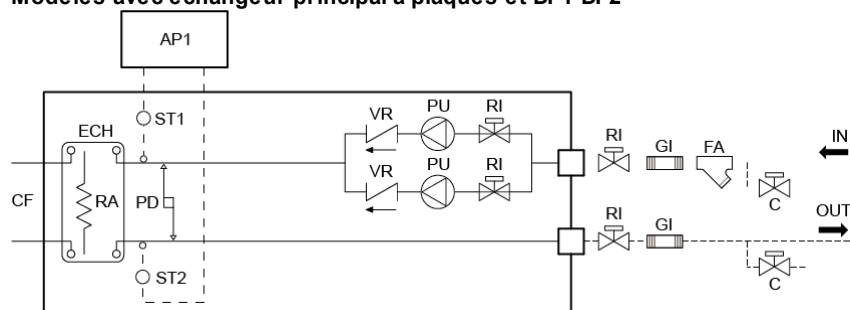 Modèles avec échangeur principal à plaques et BP1 BP2
AP1
ST1
ECH
VR
PU
RI
RI
GI
FA
IN
CF
RA
PD
VR
PU
RI
C
RI
GI
OUT
ST2
C